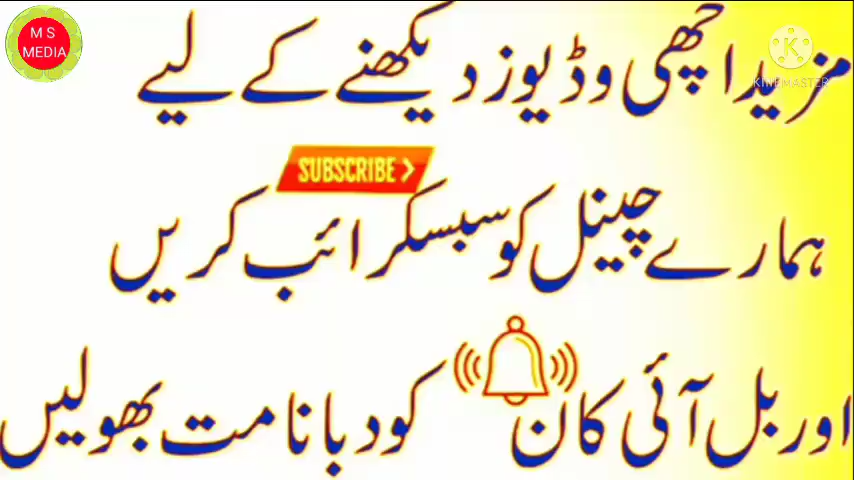 M S
MEDIA
KINEMASTER
مزید اچھی وڈیوز دیکھنے کے لیے
SUBSCRIBE >
ہمارے چینل کو سبسکرائب کریں
اور بل آئی کان کو دبانا مت بھولیں